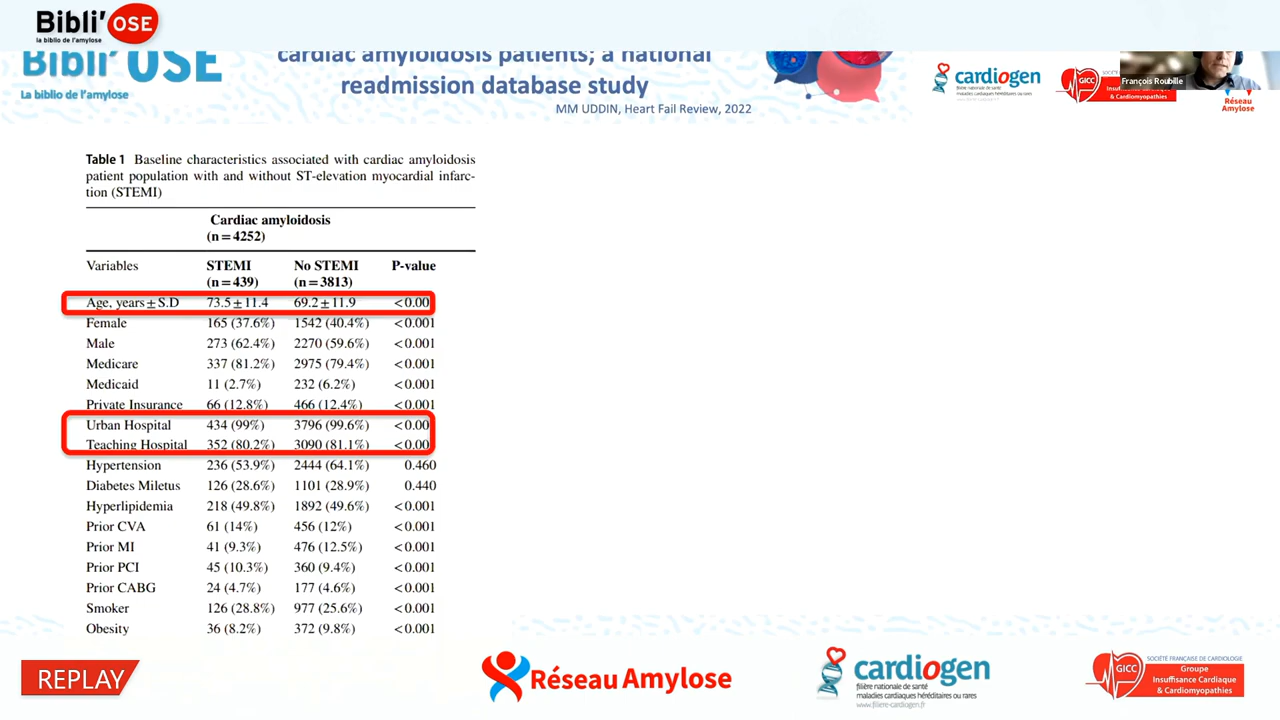 Bibli'OSE
la biblio de l'amylose
Bibli'OSE
La biblio de l'amylose
cardiac amyloidosis patients; a national
readmission database study
MM UDDIN, Heart Fail Review, 2022
cardiogen
filière nationale de santé
maladies cardiaques héréditaires ou rares
GICC
& Cardiomyopathies
François Roubille
Réseau
Amylose
Table 1 Baseline characteristics associated with cardiac amyloidosis
patient population with and without ST-elevation myocardial infarc-
tion (STEMI)
Cardiac amyloidosis
(n=4252)
Variables STEMI No STEMI P-value
(n=439) (n=3813)
Age, years±S.D 73.5±11.4 69.2±11.9 <0.00
Female 165 (37.6%) 1542 (40.4%) <0.001
Male 273 (62.4%) 2270 (59.6%) <0.001
Medicare 337 (81.2%) 2975 (79.4%) <0.001
Medicaid 11 (2.7%) 232 (6.2%) <0.001
Private Insurance 66 (12.8%) 466 (12.4%) <0.001
Urban Hospital 434 (99%) 3796 (99.6%) <0.00
Teaching Hospital 352 (80.2%) 3090 (81.1%) <0.00
Hypertension 236 (53.9%) 2444 (64.1%) 0.460
Diabetes Miletus 126 (28.6%) 1101 (28.9%) 0.440
Hyperlipidemia 218 (49.8%) 1892 (49.6%) <0.001
Prior CVA 61 (14%) 456 (12%) <0.001
Prior MI 41 (9.3%) 476 (12.5%) <0.001
Prior PCI 45 (10.3%) 360 (9.4%) <0.001
Prior CABG 24 (4.7%) 177 (4.6%) <0.001
Smoker 126 (28.8%) 977 (25.6%) <0.001
Obesity 36 (8.2%) 372 (9.8%) <0.001
REPLAY
Réseau Amylose
cardiogen
filière nationale de santé
maladies cardiaques héréditaires ou rares
www.filiere-cardiogen.fr
GICC
SOCIÉTÉ FRANÇAISE DE CARDIOLOGIE
Groupe
Insuffisance Cardiaque
& Cardiomyopathies